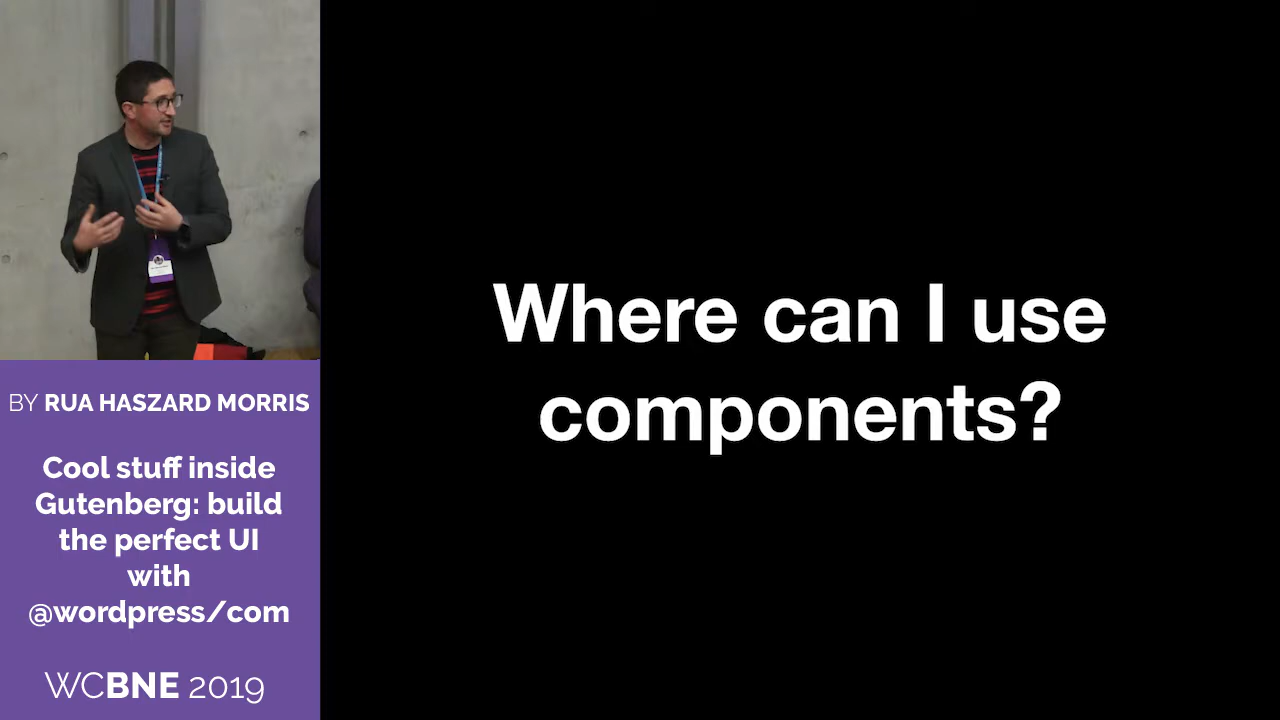 BY RUA HASZARD MORRIS
Cool stuff inside
Gutenberg: build
the perfect UI
with
@wordpress/com
WCBNE 2019
Where can I use
components?